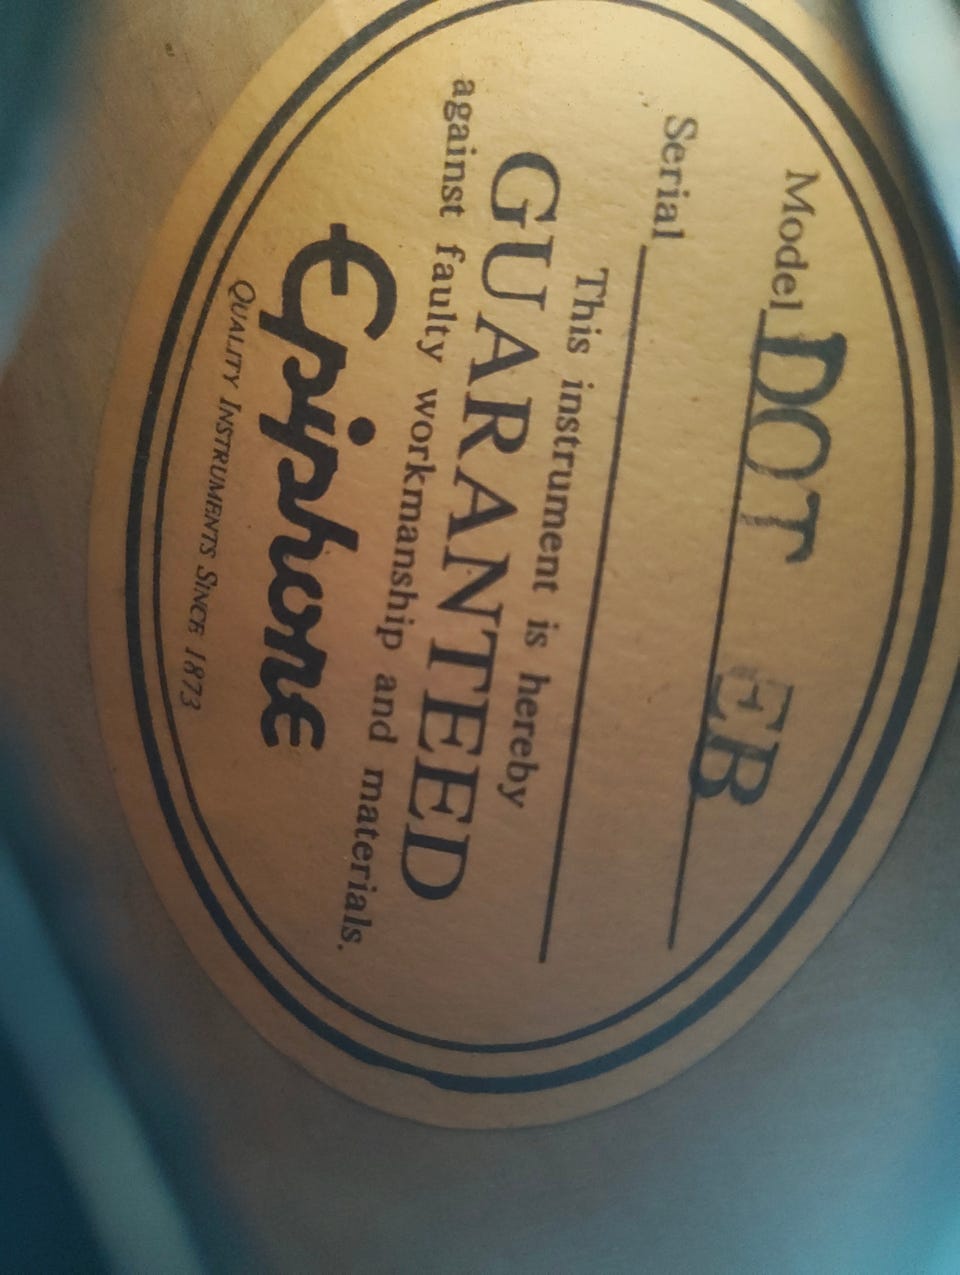 Model DOT EB
Serial
This instrument is hereby
GUARANTEED
against faulty workmanship and materials.
Epiphone
QUALITY INSTRUMENTS SINCE 1873